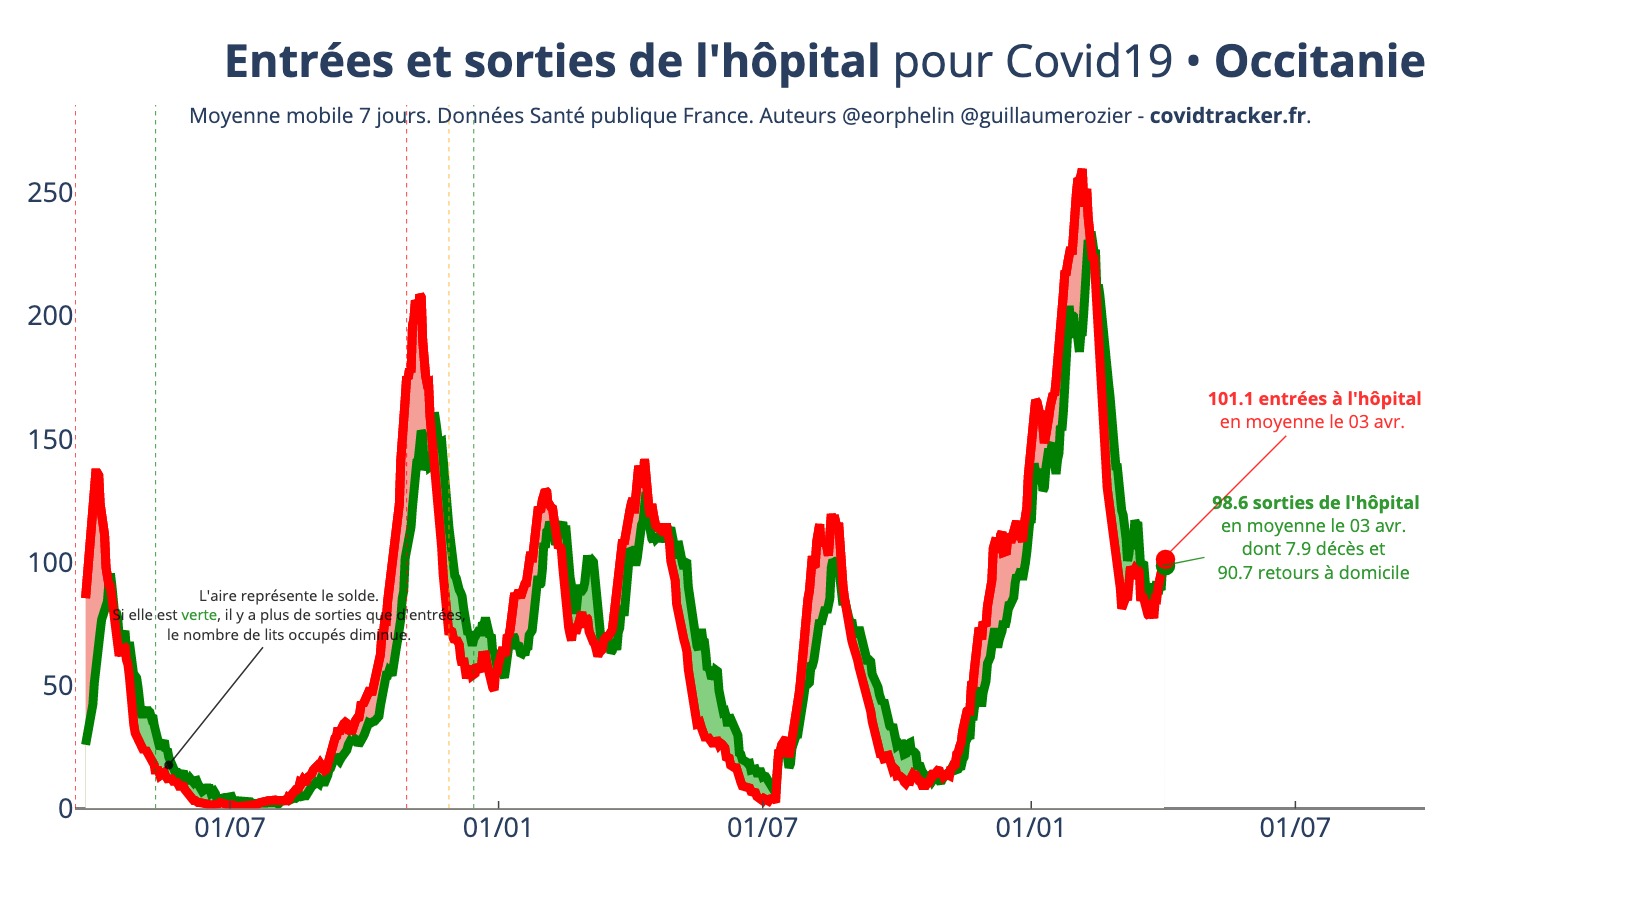 Entrées et sorties de l'hôpital pour Covid19 • Occitanie
Moyenne mobile 7 jours. Données Santé publique France. Auteurs @eorphelin @guillaumerozier - covidtracker.fr.
250
200
150
100
50
0
101.1 entrées à l'hôpital
en moyenne le 03 avr.
98.6 sorties de l'hôpital
en moyenne le 03 avr.
dont 7.9 décès et
90.7 retours à domicile
L'aire représente le solde.
Si elle est verte, il y a plus de sorties que d'entrées,
le nombre de lits occupés diminue.
01/07
01/01
01/07
01/01
01/07